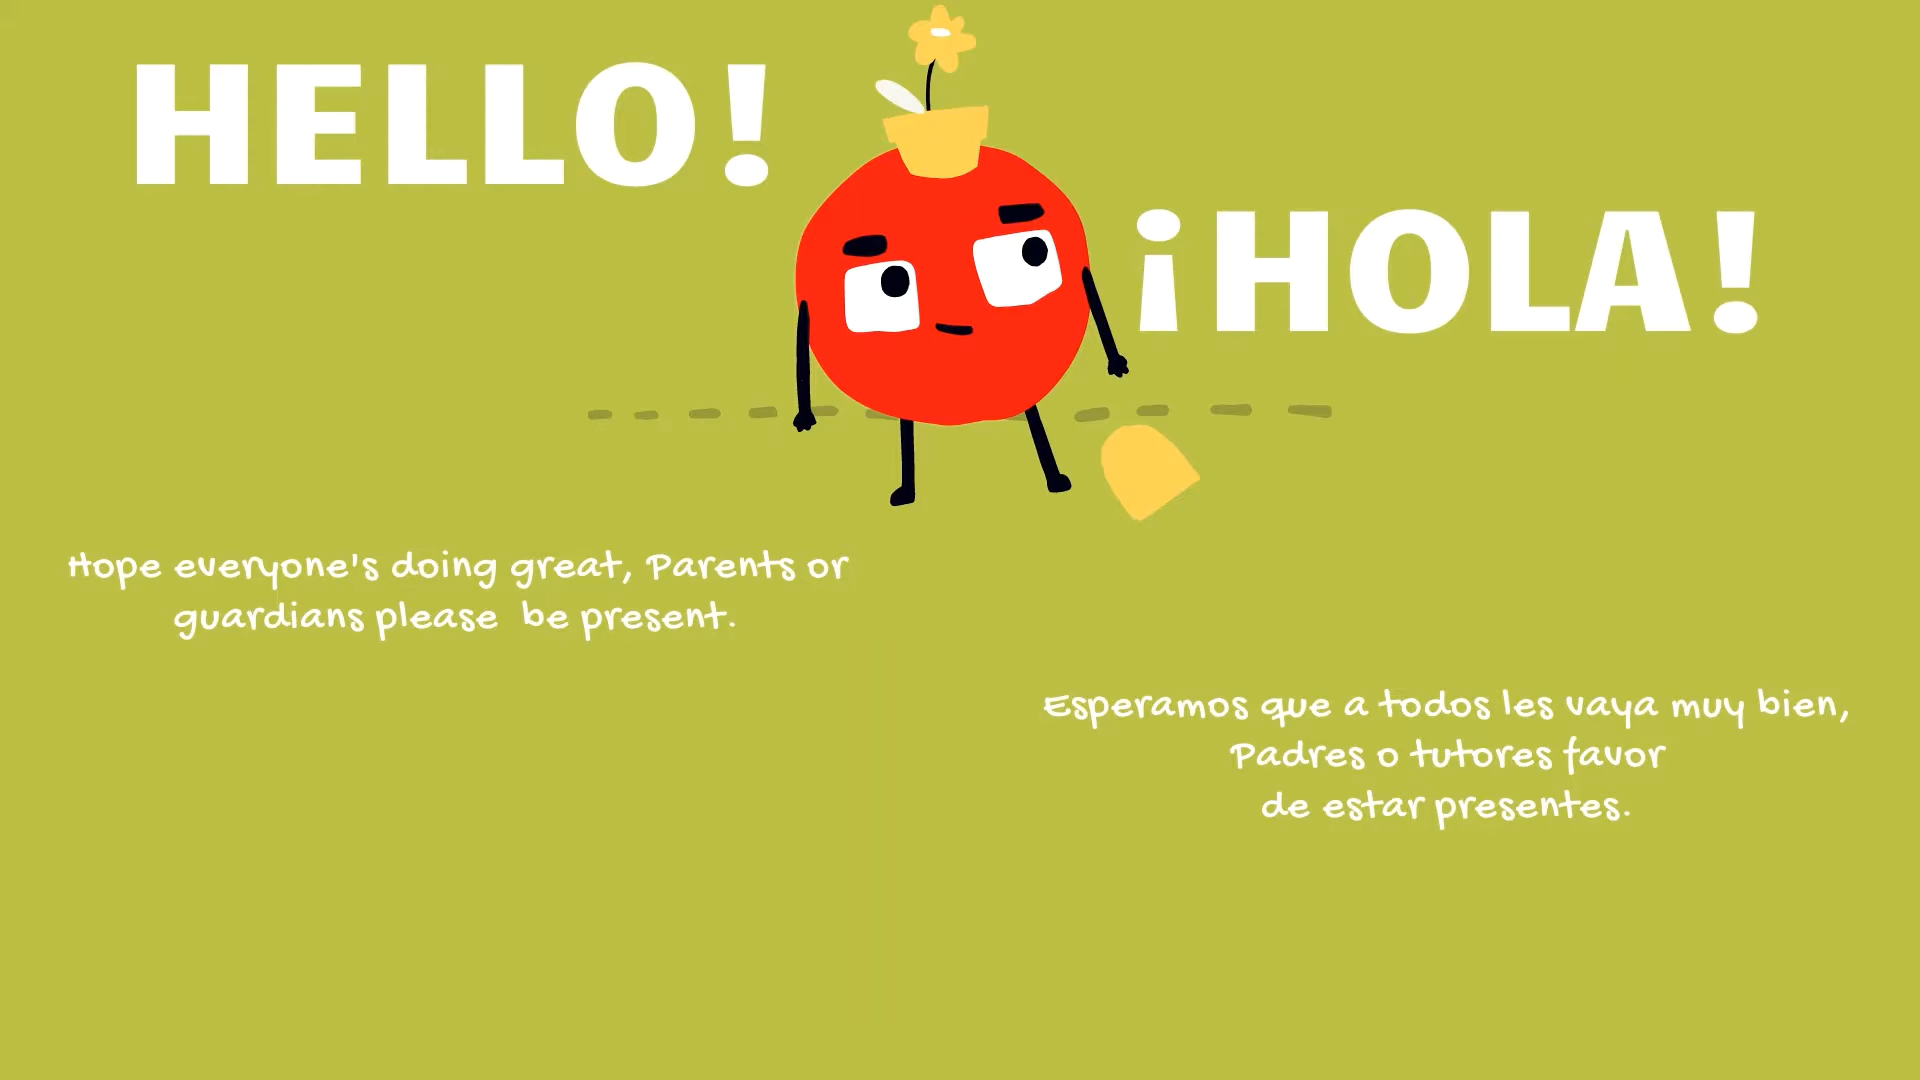 HELLO!
¡HOLA!
Hope everyone's doing great, Parents or
guardians please be present.
Esperamos que a todos les vaya muy bien,
Padres o tutores favor
de estar presentes.